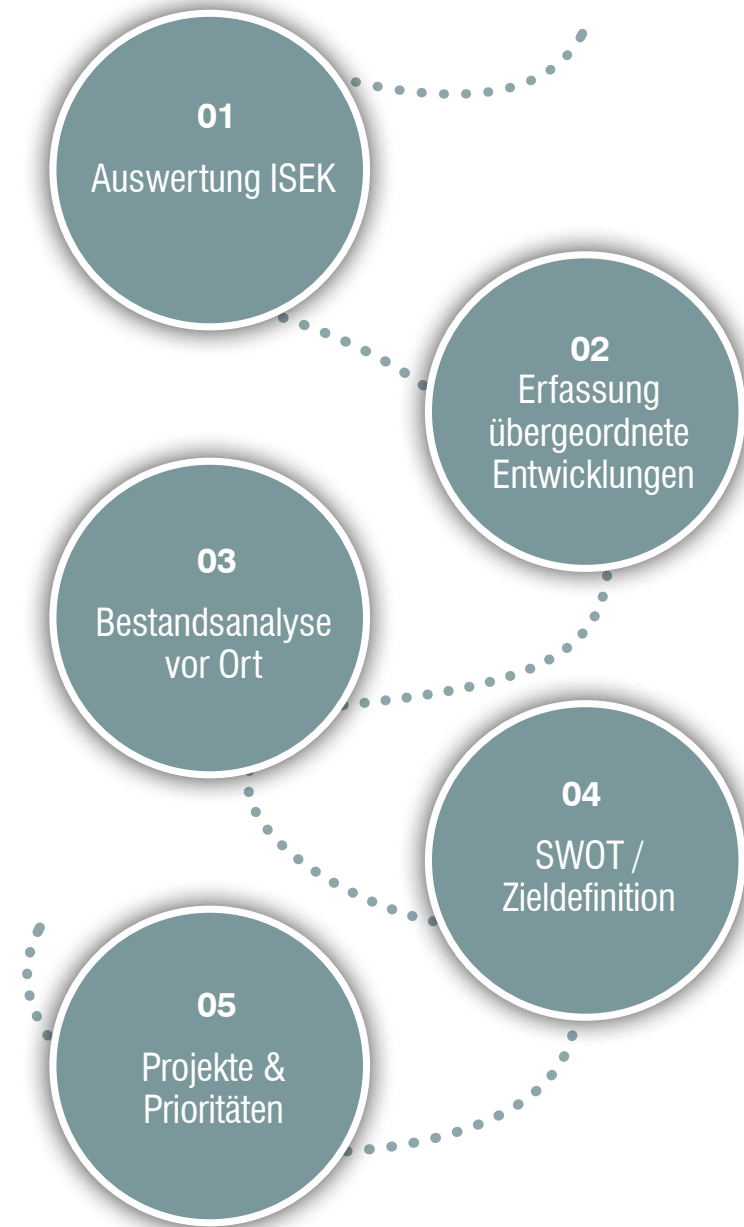 01
Auswertung ISEK
02
Erfassung
übergeordnete
Entwicklungen
03
Bestandsanalyse
vor Ort
04
SWOT /
Zieldefinition
05
Projekte &
Prioritäten